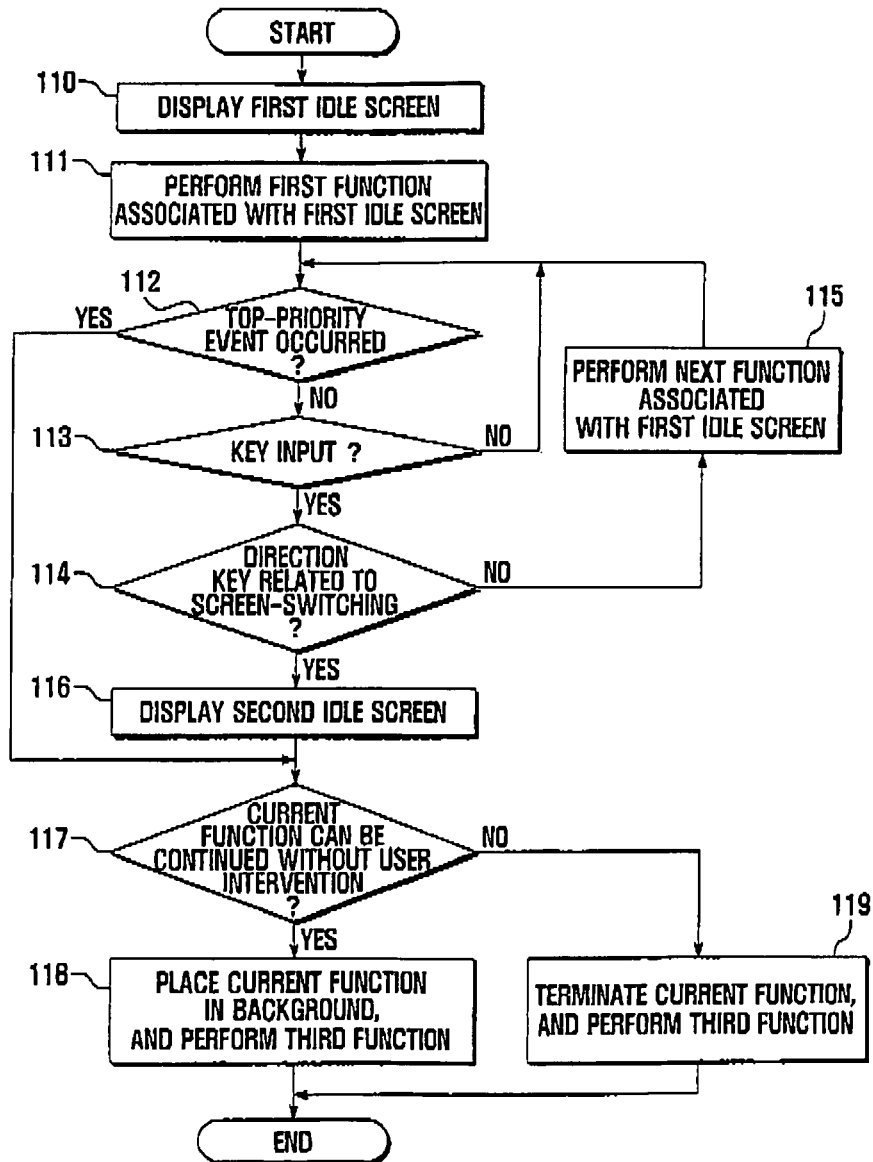 START
110
DISPLAY FIRST IDLE SCREEN
111
PERFORM FIRST FUNCTION
ASSOCIATED WITH FIRST IDLE SCREEN
112
YES
TOP-PRIORITY
EVENT OCCURRED
?
NO
115
PERFORM NEXT FUNCTION
ASSOCIATED
WITH FIRST IDLE SCREEN
113
KEY INPUT ?
NO
YES
114
DIRECTION
KEY RELATED TO
SCREEN-SWITCHING
?
NO
YES
116
DISPLAY SECOND IDLE SCREEN
117
CURRENT
FUNCTION CAN BE
CONTINUED WITHOUT USER
INTERVENTION
?
NO
YES
118
PLACE CURRENT FUNCTION
IN BACKGROUND,
AND PERFORM THIRD FUNCTION
119
TERMINATE CURRENT FUNCTION,
AND PERFORM THIRD FUNCTION
END